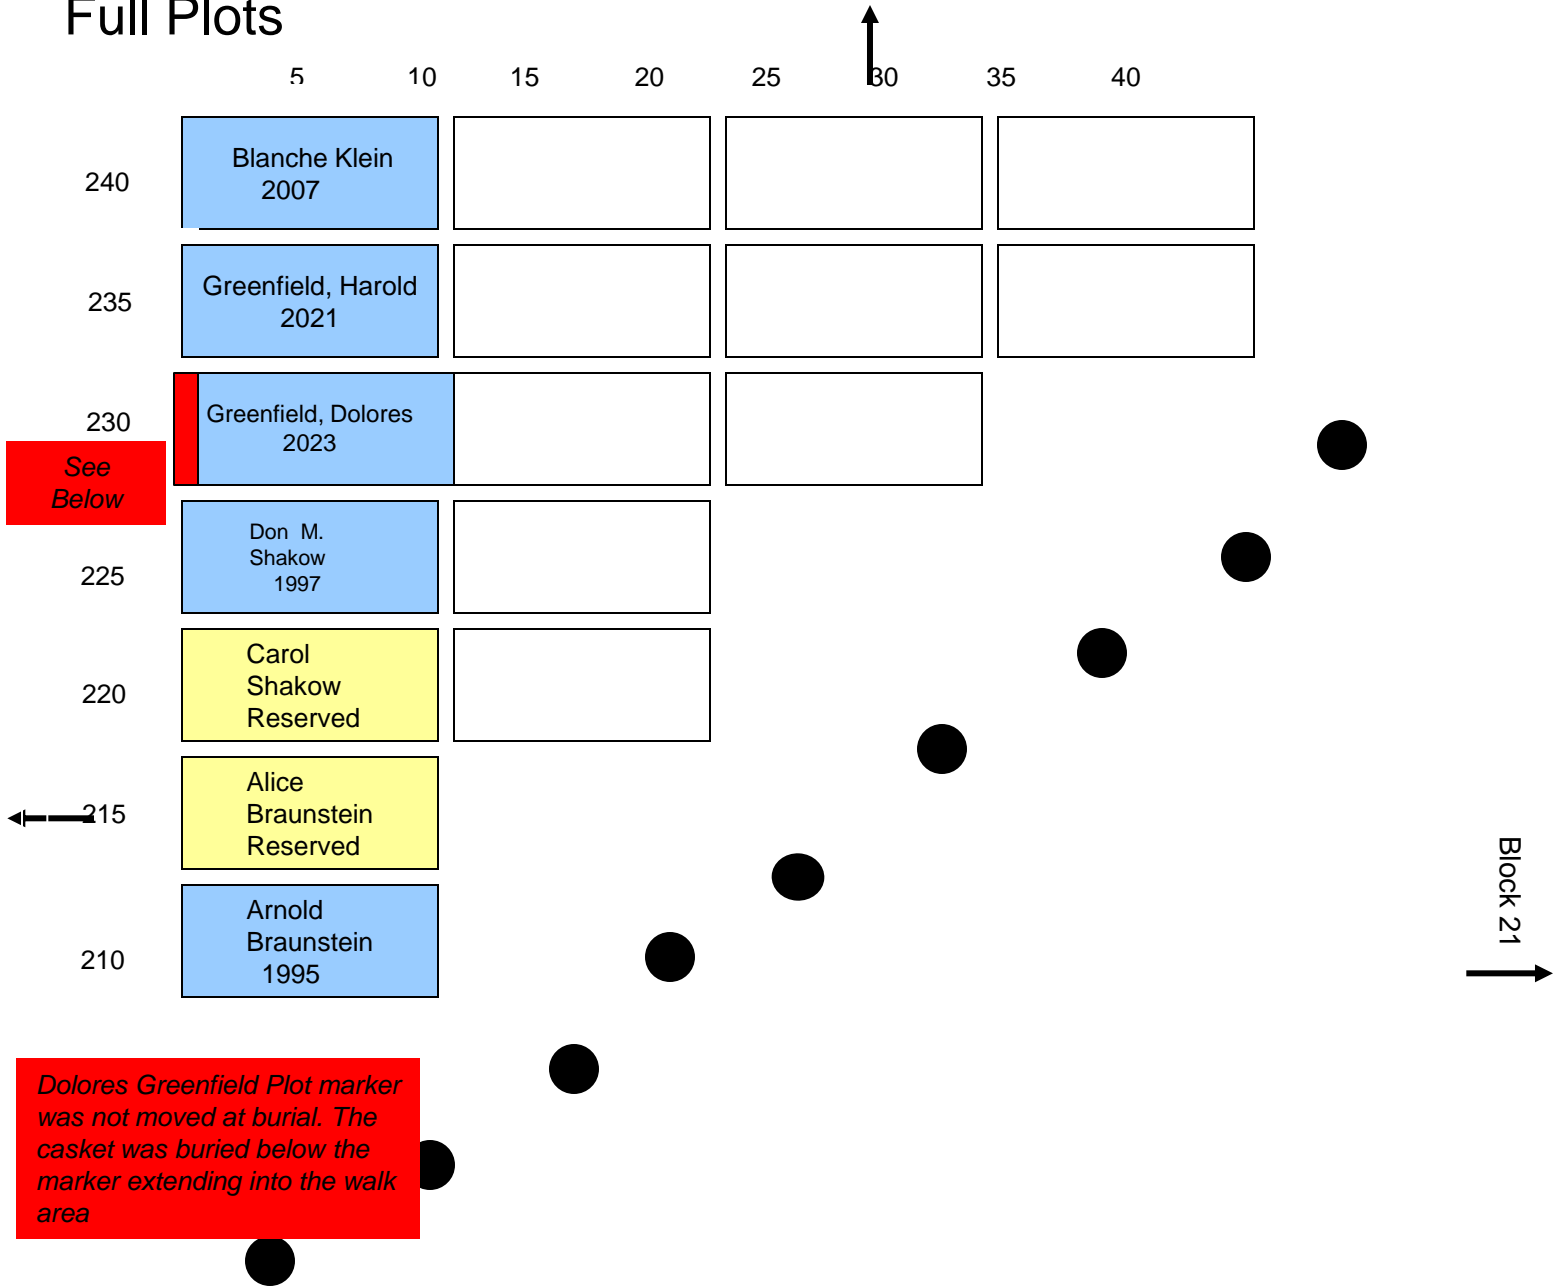 Full Plots
5 10 15 20 25 30 35 40
240
Blanche Klein
2007
235
Greenfield, Harold
2021
230
Greenfield, Dolores
2023
See
Below
225
Don M.
Shakow
1997
220
Carol
Shakow
Reserved
215
Alice
Braunstein
Reserved
210
Arnold
Braunstein
1995
Block 21
Dolores Greenfield Plot marker
was not moved at burial. The
casket was buried below the
marker extending into the walk
area